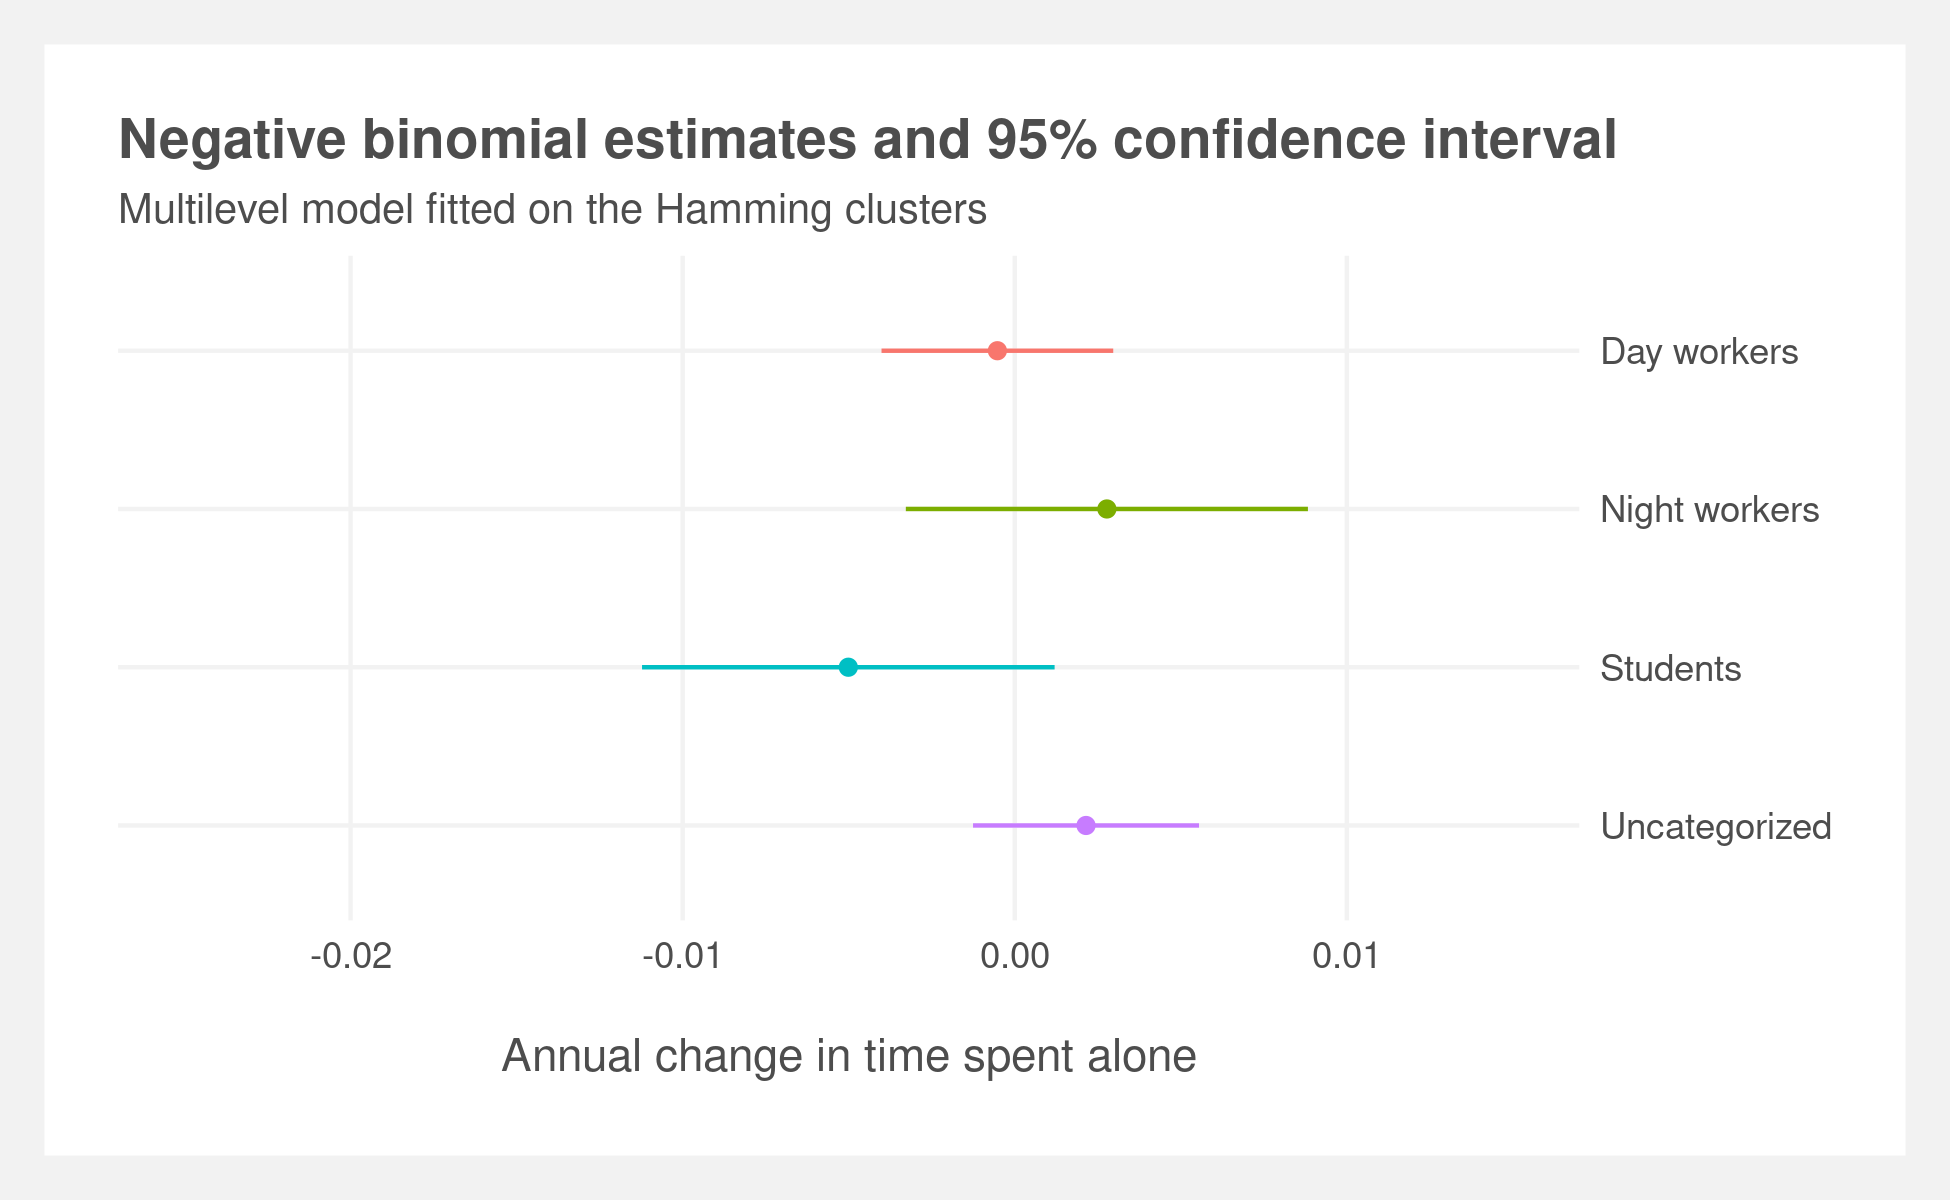 Negative binomial estimates and 95% confidence interval
Multilevel model fitted on the Hamming clusters
Day workers
Night workers
Students
Uncategorized
-0.02 -0.01 0.00 0.01
Annual change in time spent alone